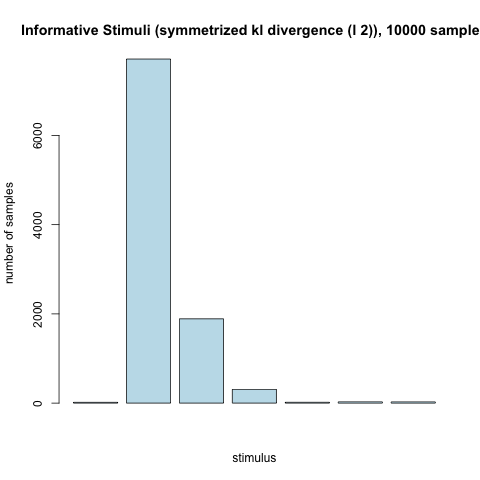 Informative Stimuli (symmetrized kl divergence (l 2)), 10000 sample
6000
4000
2000
0
number of samples
stimulus